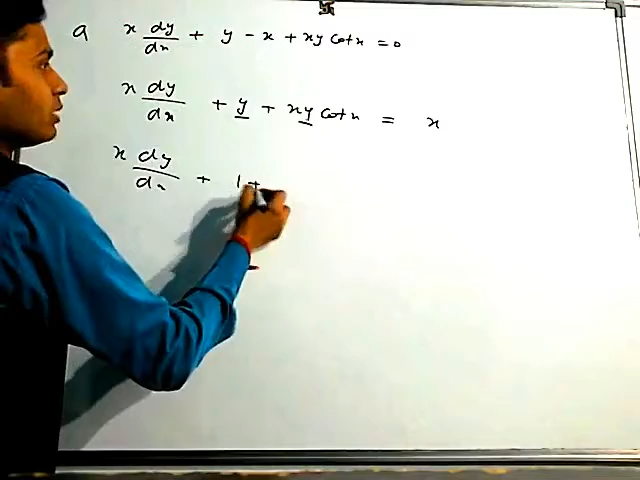 a x dy/dx + y - x + xy cot x = 0
x dy/dx + y + xy cot x = x
x dy/dx + 1 +